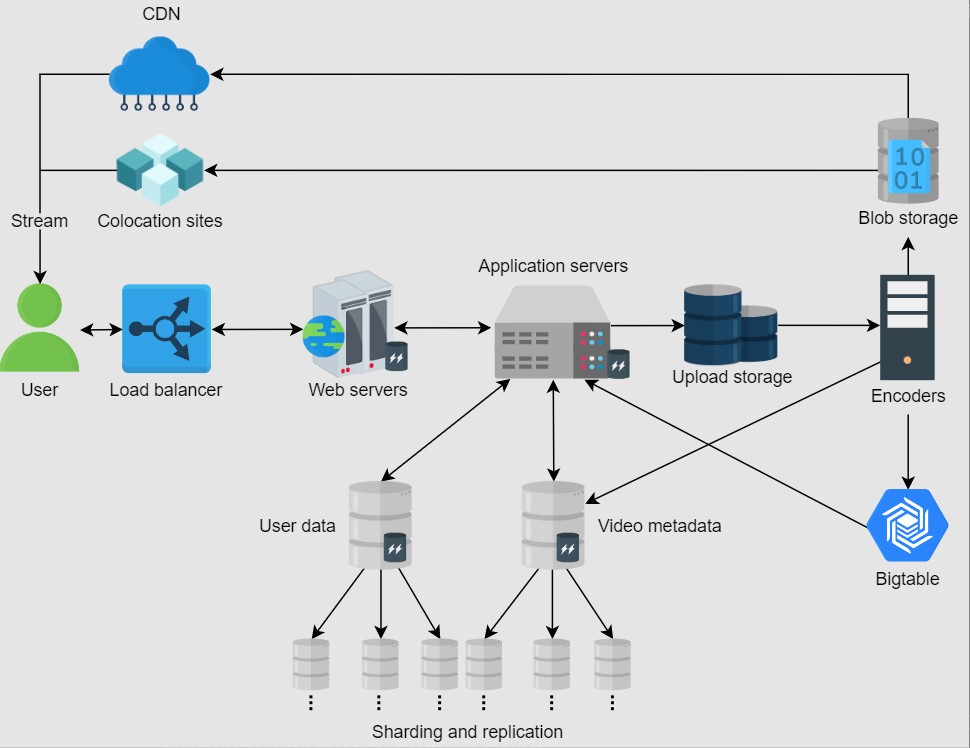 CDN
10
01
Stream
Colocation sites
Blob storage
Application servers
User
Load balancer
Web servers
Upload storage
Encoders
User data
Video metadata
Bigtable
Sharding and replication